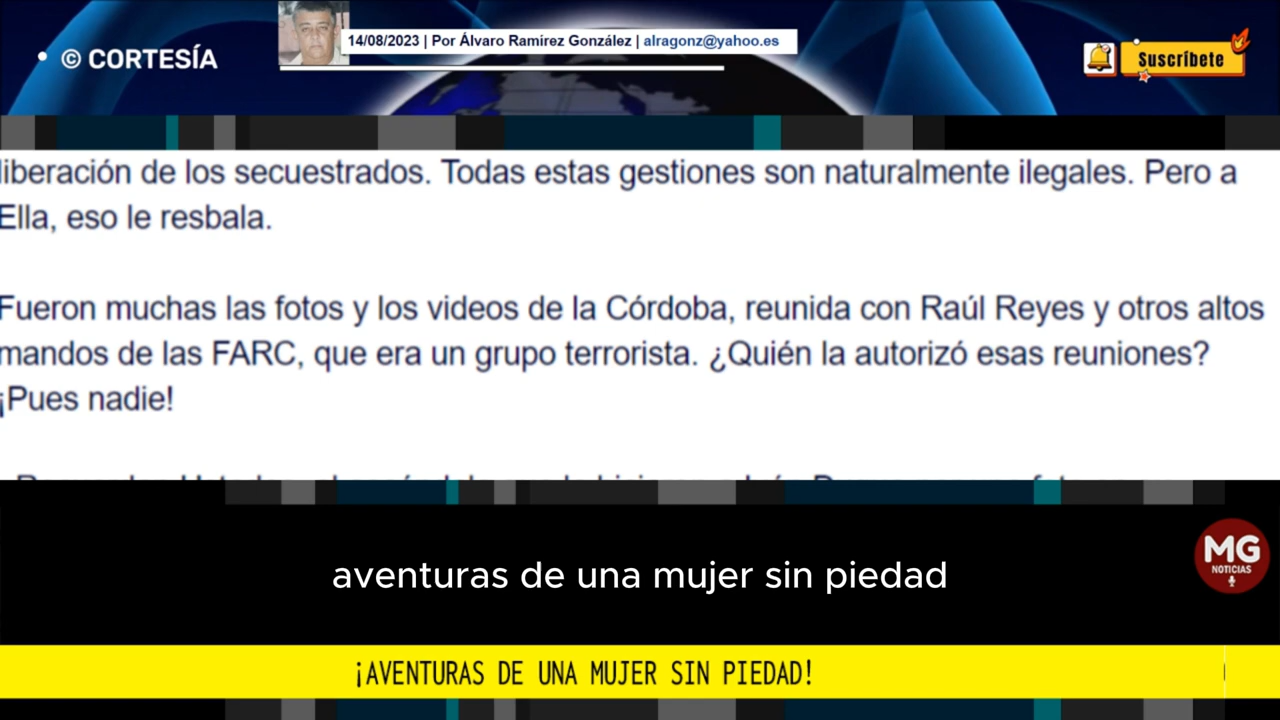 • © CORTESÍA
14/08/2023 | Por Álvaro Ramírez González | alragonz@yahoo.es
Suscríbete
liberación de los secuestrados. Todas estas gestiones son naturalmente ilegales. Pero a
Ella, eso le resbala.
Fueron muchas las fotos y los videos de la Córdoba, reunida con Raúl Reyes y otros altos
mandos de las FARC, que era un grupo terrorista. ¿Quién la autorizó esas reuniones?
¡Pues nadie!
MG
NOTICIAS
aventuras de una mujer sin piedad
¡AVENTURAS DE UNA MUJER SIN PIEDAD!